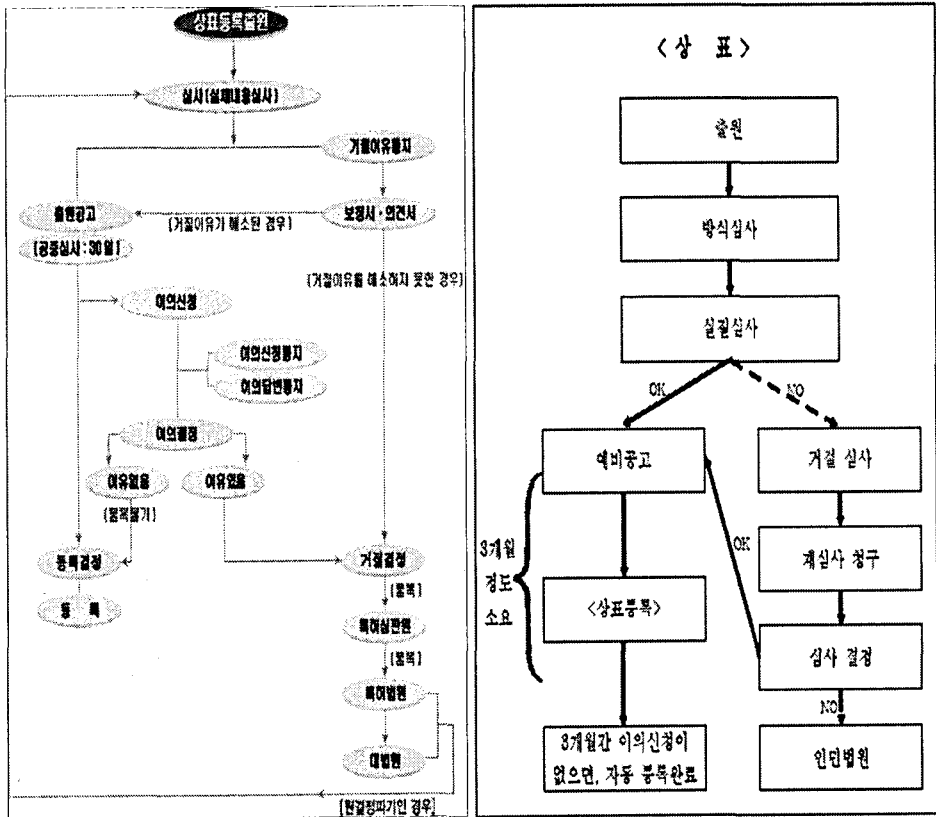 상표등록출원
심사(실체내용심사)
거절이유통지
출원공고
(공중심사:30일)
(거절이유가 해소된 경우)
보정서·의견서
(거절이유를 해소하지 못한 경우)
이의신청
이의신청통지
이의답변통지
이의결정
이유없음
이유있음
(불복불가)
등록결정
등 록
거절결정
(불복)
특허심판원
(불복)
특허법원
대법원
[원결정파기인 경우]
<상 표>
출원
방식심사
실질심사
OK
NO
예비공고
거절 심사
3개월
정도
소요
OK
재심사 청구
<상표등록>
심사 결정
NO
3개월간 이의신청이
없으면, 자동 등록완료
인민법원